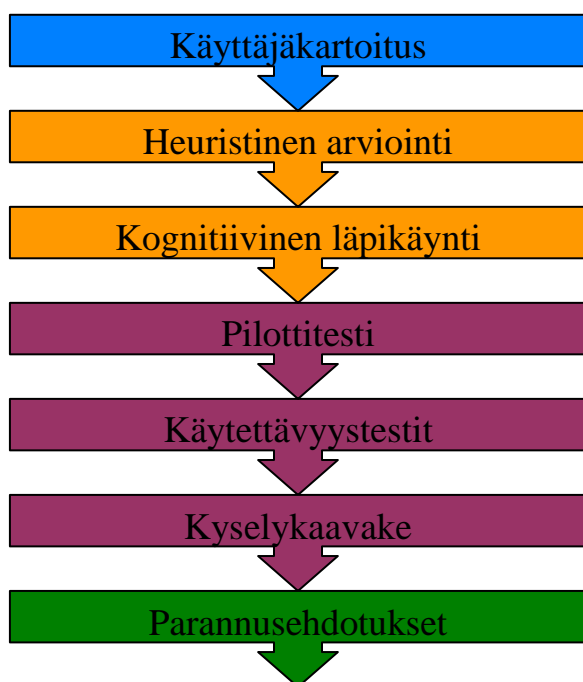 Käyttäjäkartoitus
Heuristinen arviointi
Kognitiivinen läpikäynti
Pilottitesti
Käytettävyystestit
Kyselykaavake
Parannusehdotukset